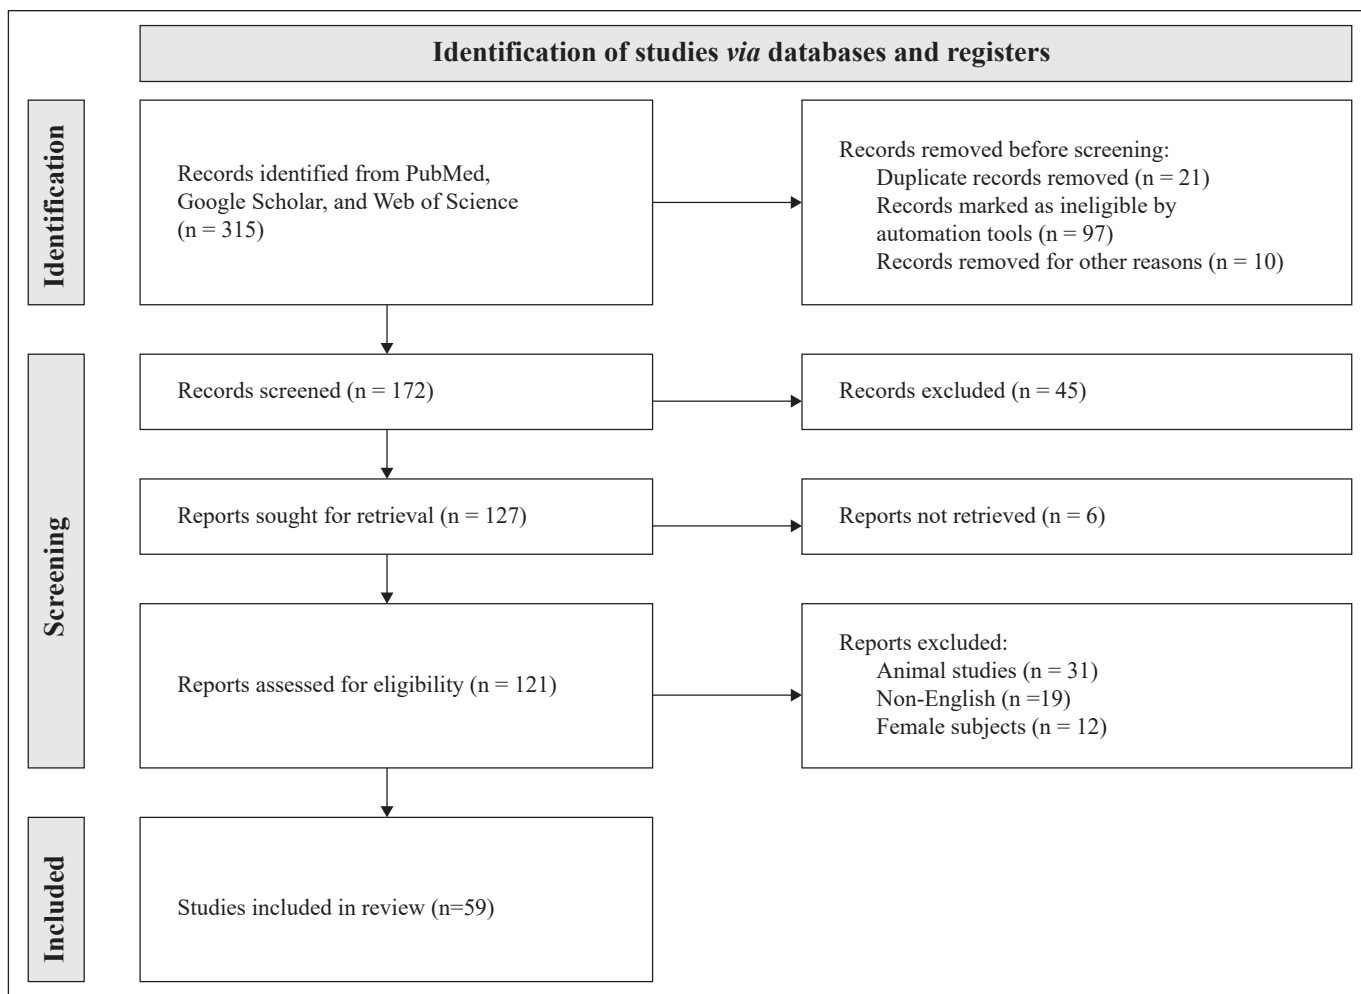 Identification of studies via databases and registers
Identification
Records identified from PubMed,
Google Scholar, and Web of Science
(n = 315)
Records removed before screening:
Duplicate records removed (n = 21)
Records marked as ineligible by
automation tools (n = 97)
Records removed for other reasons (n = 10)
Screening
Records screened (n = 172)
Records excluded (n = 45)
Reports sought for retrieval (n = 127)
Reports not retrieved (n = 6)
Reports assessed for eligibility (n = 121)
Reports excluded:
Animal studies (n = 31)
Non-English (n =19)
Female subjects (n = 12)
Included
Studies included in review (n=59)